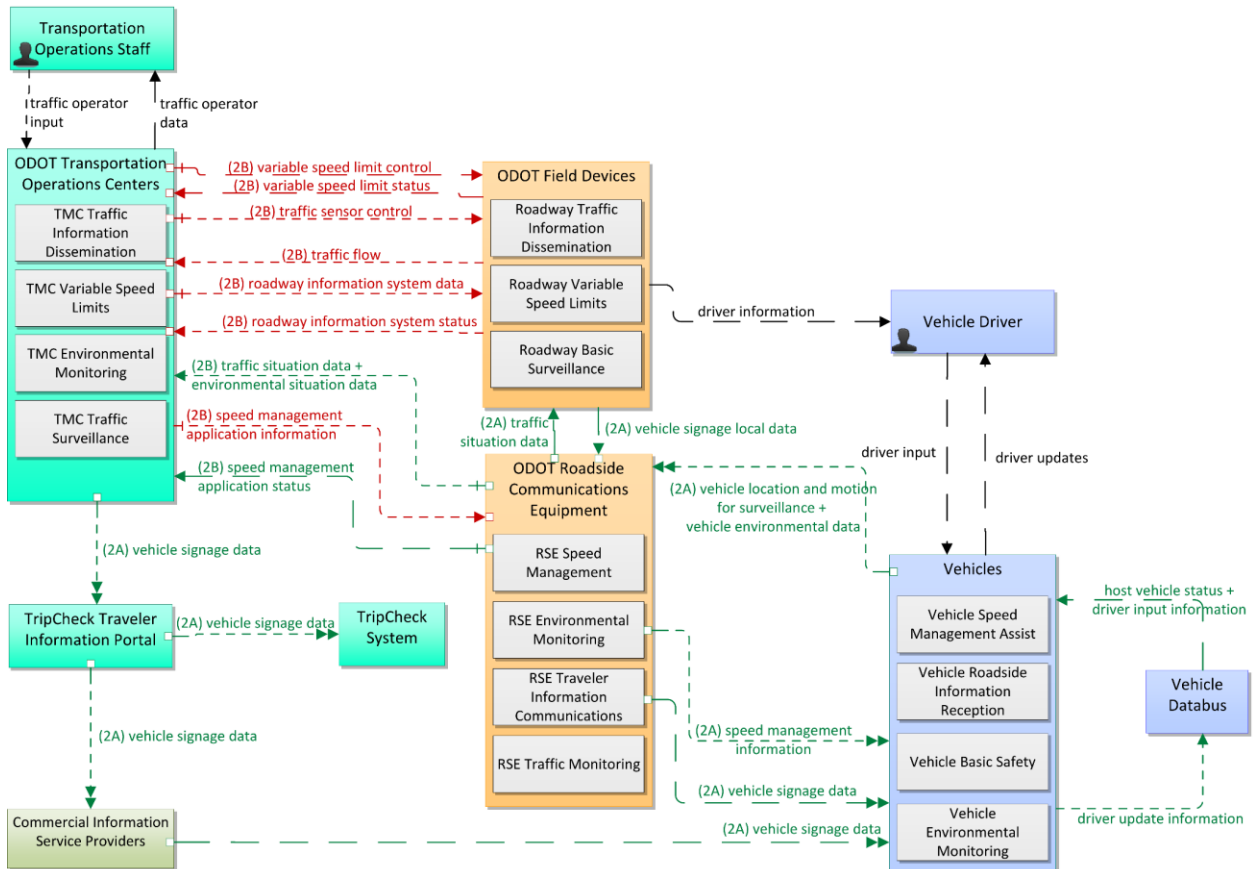 Transportation
Operations Staff
traffic operator
input
traffic operator
data
ODOT Transportation
Operations Centers
TMC Traffic
Information
Dissemination
TMC Variable Speed
Limits
TMC Environmental
Monitoring
TMC Traffic
Surveillance
(2B) variable speed limit control
(2B) variable speed limit status
(2B) traffic sensor control
(2B) traffic flow
(2B) roadway information system data
(2B) roadway information system status
(2B) traffic situation data +
environmental situation data
(2B) speed management
application information
(2B) speed management
application status
ODOT Field Devices
Roadway Traffic
Information
Dissemination
Roadway Variable
Speed Limits
Roadway Basic
Surveillance
driver information
Vehicle Driver
(2A) traffic
situation data
(2A) vehicle signage local data
driver input
driver updates
ODOT Roadside
Communications
Equipment
RSE Speed
Management
RSE Environmental
Monitoring
RSE Traveler
Information
Communications
RSE Traffic Monitoring
(2A) vehicle location and motion
for surveillance +
vehicle environmental data
(2A) vehicle signage data
TripCheck Traveler
Information Portal
(2A) vehicle signage data
TripCheck
System
(2A) vehicle signage data
Commercial Information
Service Providers
(2A) speed management
information
(2A) vehicle signage data
(2A) vehicle signage data
Vehicles
Vehicle Speed
Management Assist
Vehicle Roadside
Information
Reception
Vehicle Basic Safety
Vehicle
Environmental
Monitoring
host vehicle status +
driver input information
Vehicle
Databus
driver update information